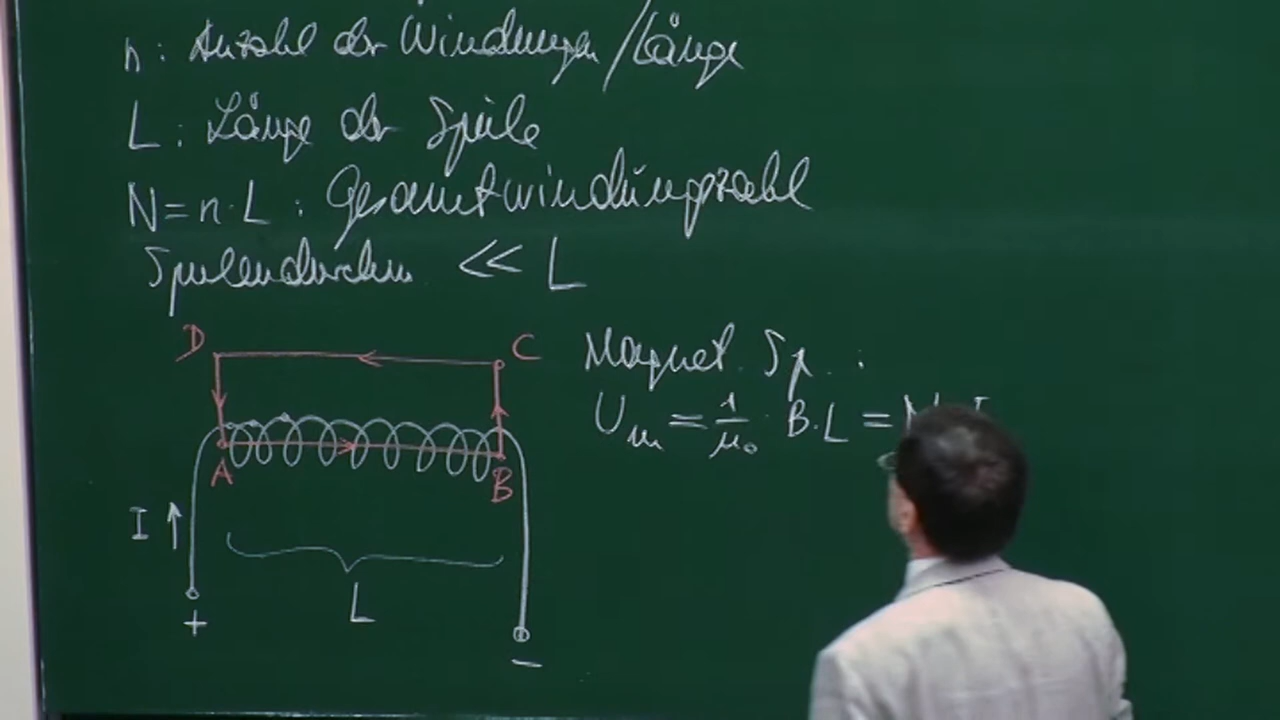 n: Anzahl der Windungen/Länge
L: Länge der Spule
N=n·L: Gesamtwindungszahl
Spulendurchm << L
D
C
Magnet. Sp.:
U_m = 1/μ₀ · B·L = N·I
A
B
I ↑
L
+
−